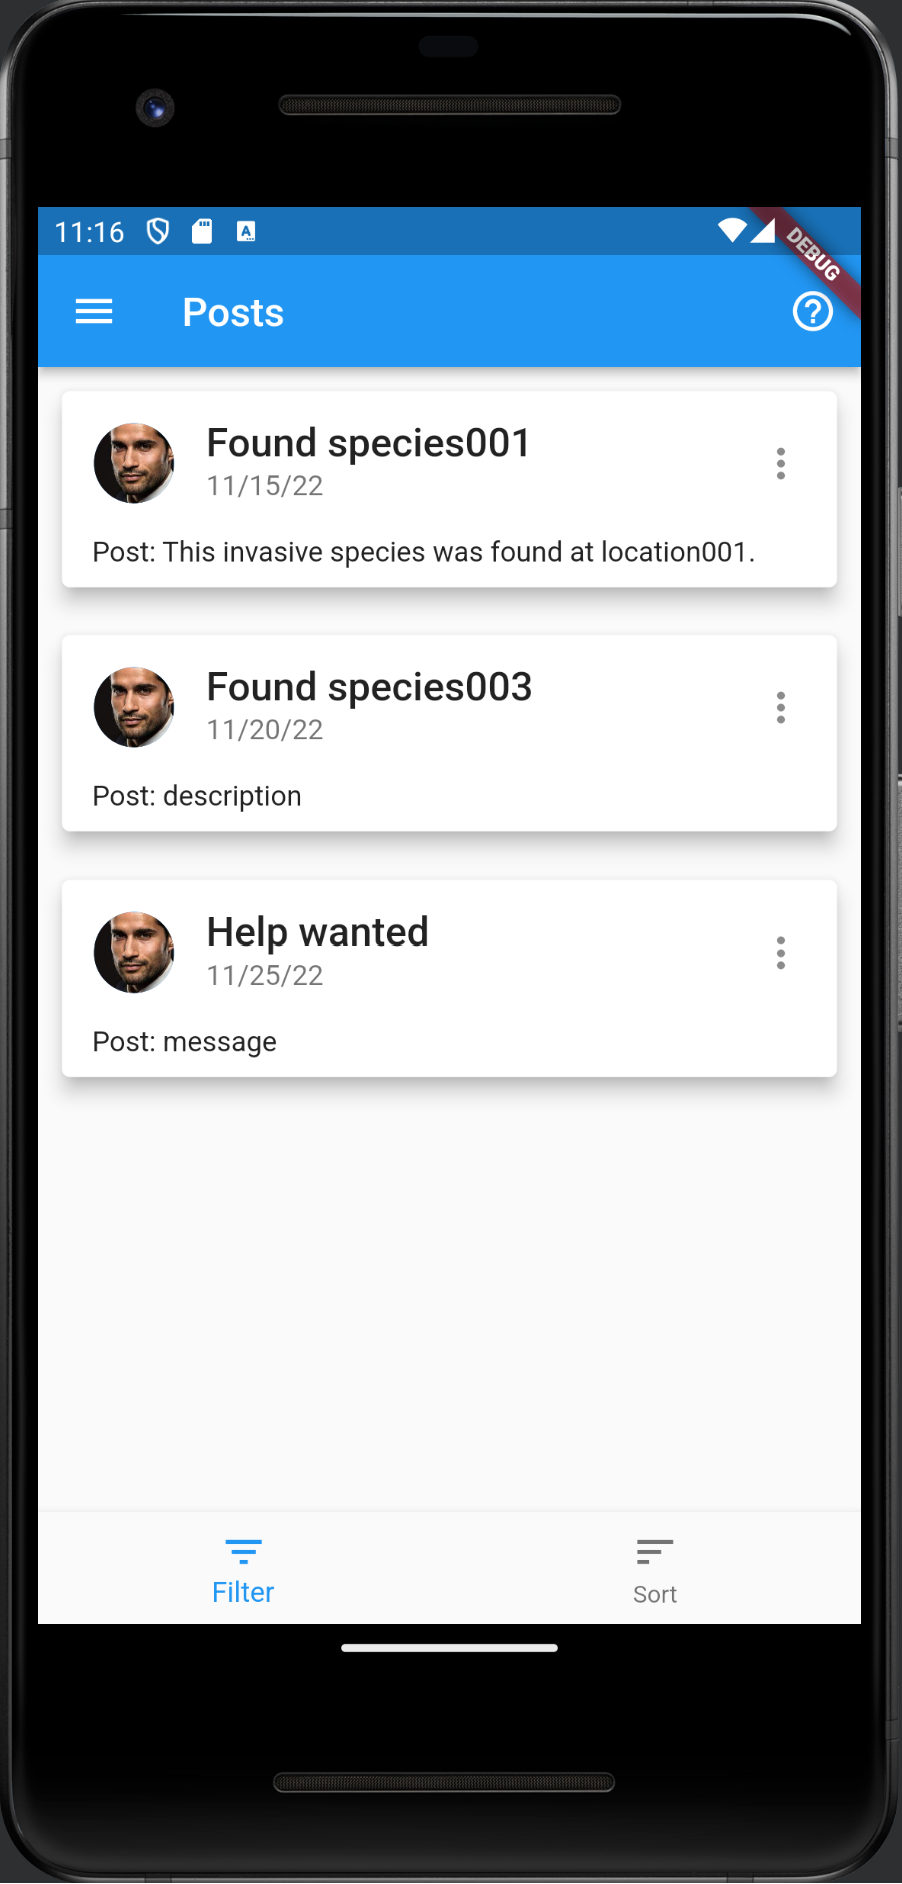 11:16
DEBUG
Posts
Found species001
11/15/22
Post: This invasive species was found at location001.
Found species003
11/20/22
Post: description
Help wanted
11/25/22
Post: message
Filter
Sort